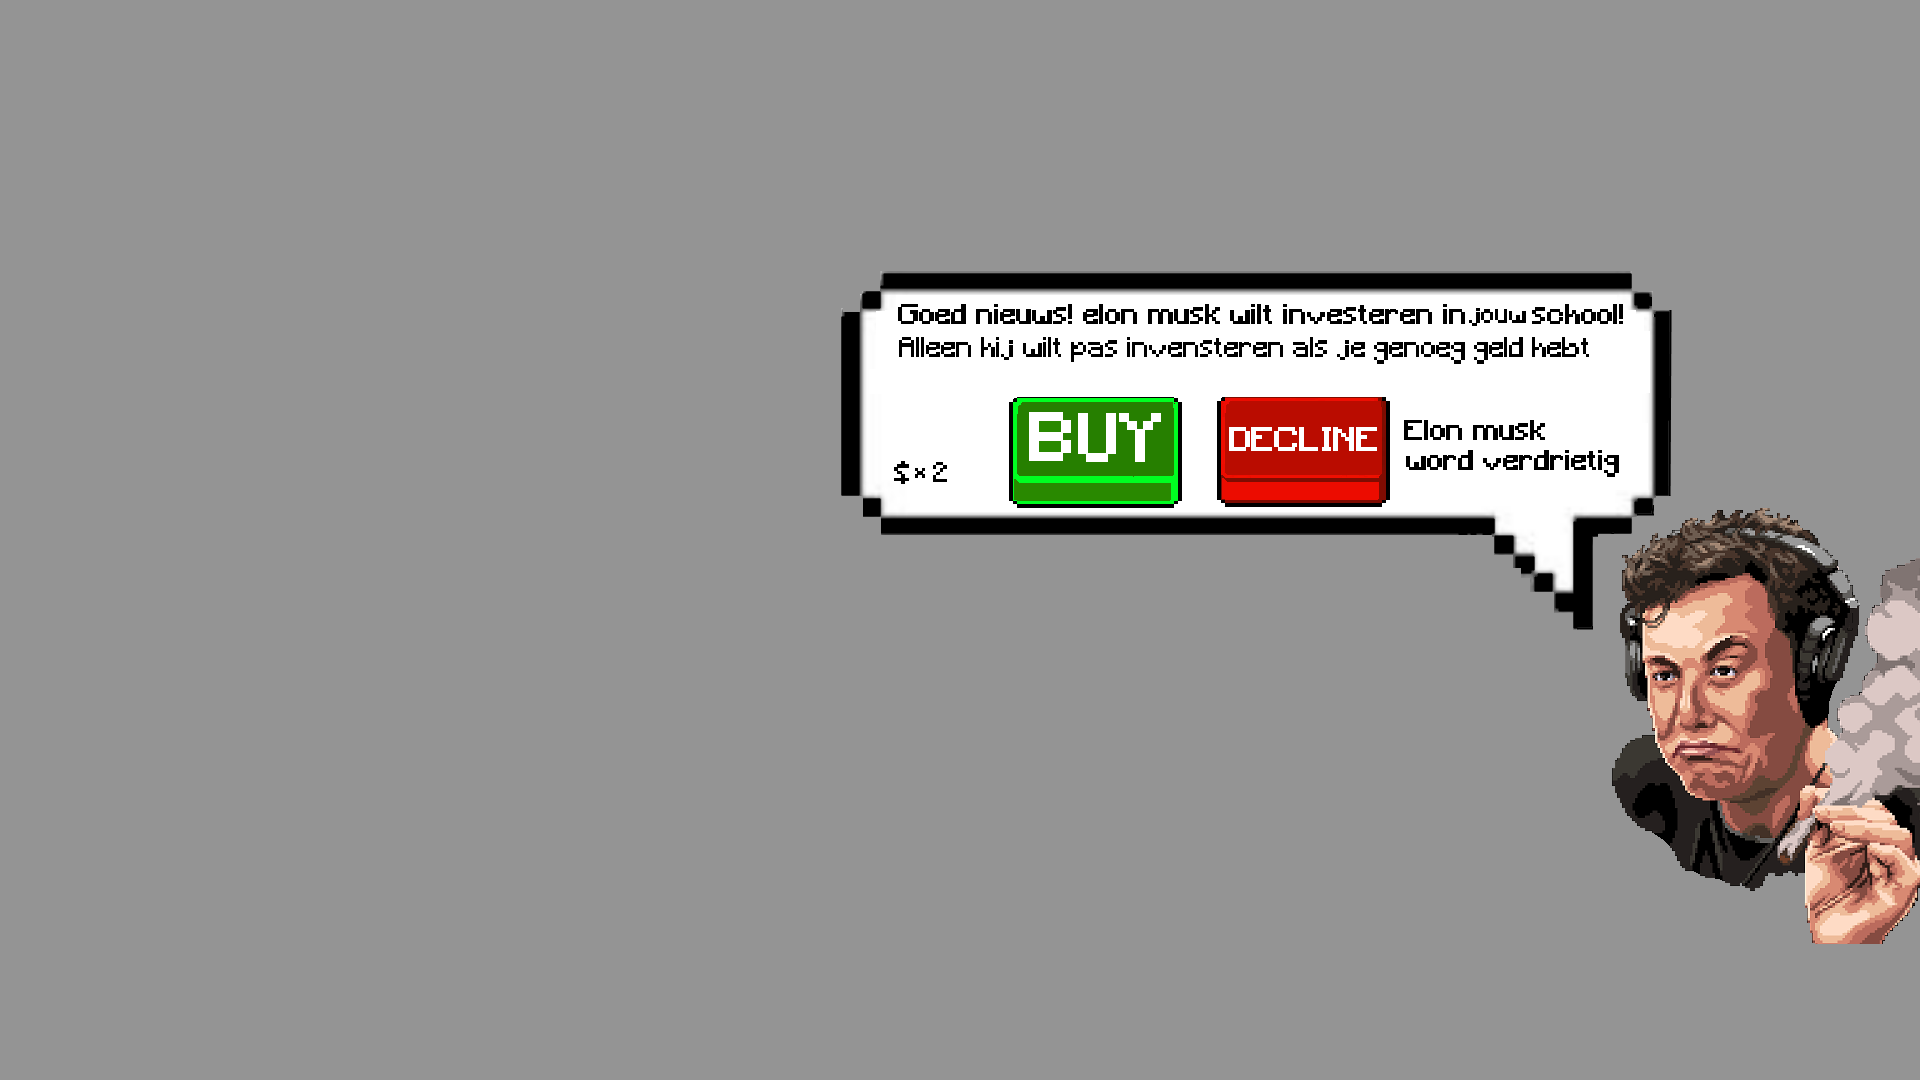 Goed nieuws! elon musk wilt investeren in jouw school!
Alleen hij wilt pas invensteren als je genoeg geld hebt
$×2
BUY
DECLINE
Elon musk
word verdrietig